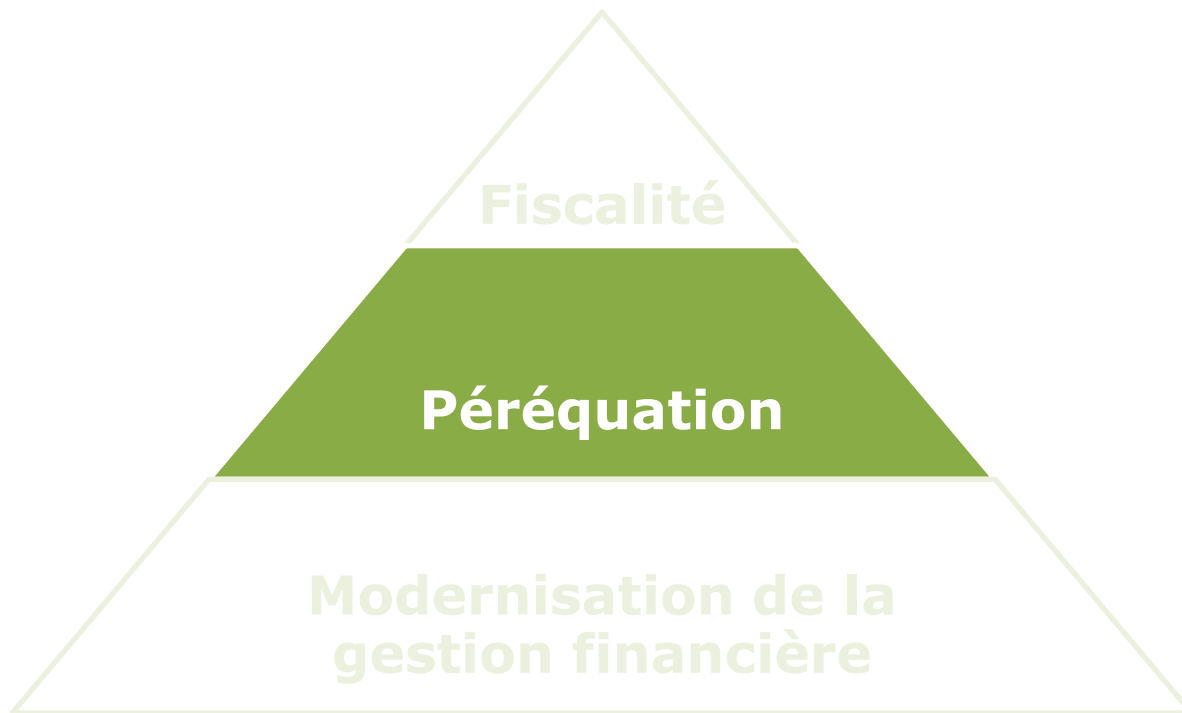 Fiscalité
Péréquation
Modernisation de la
gestion financière